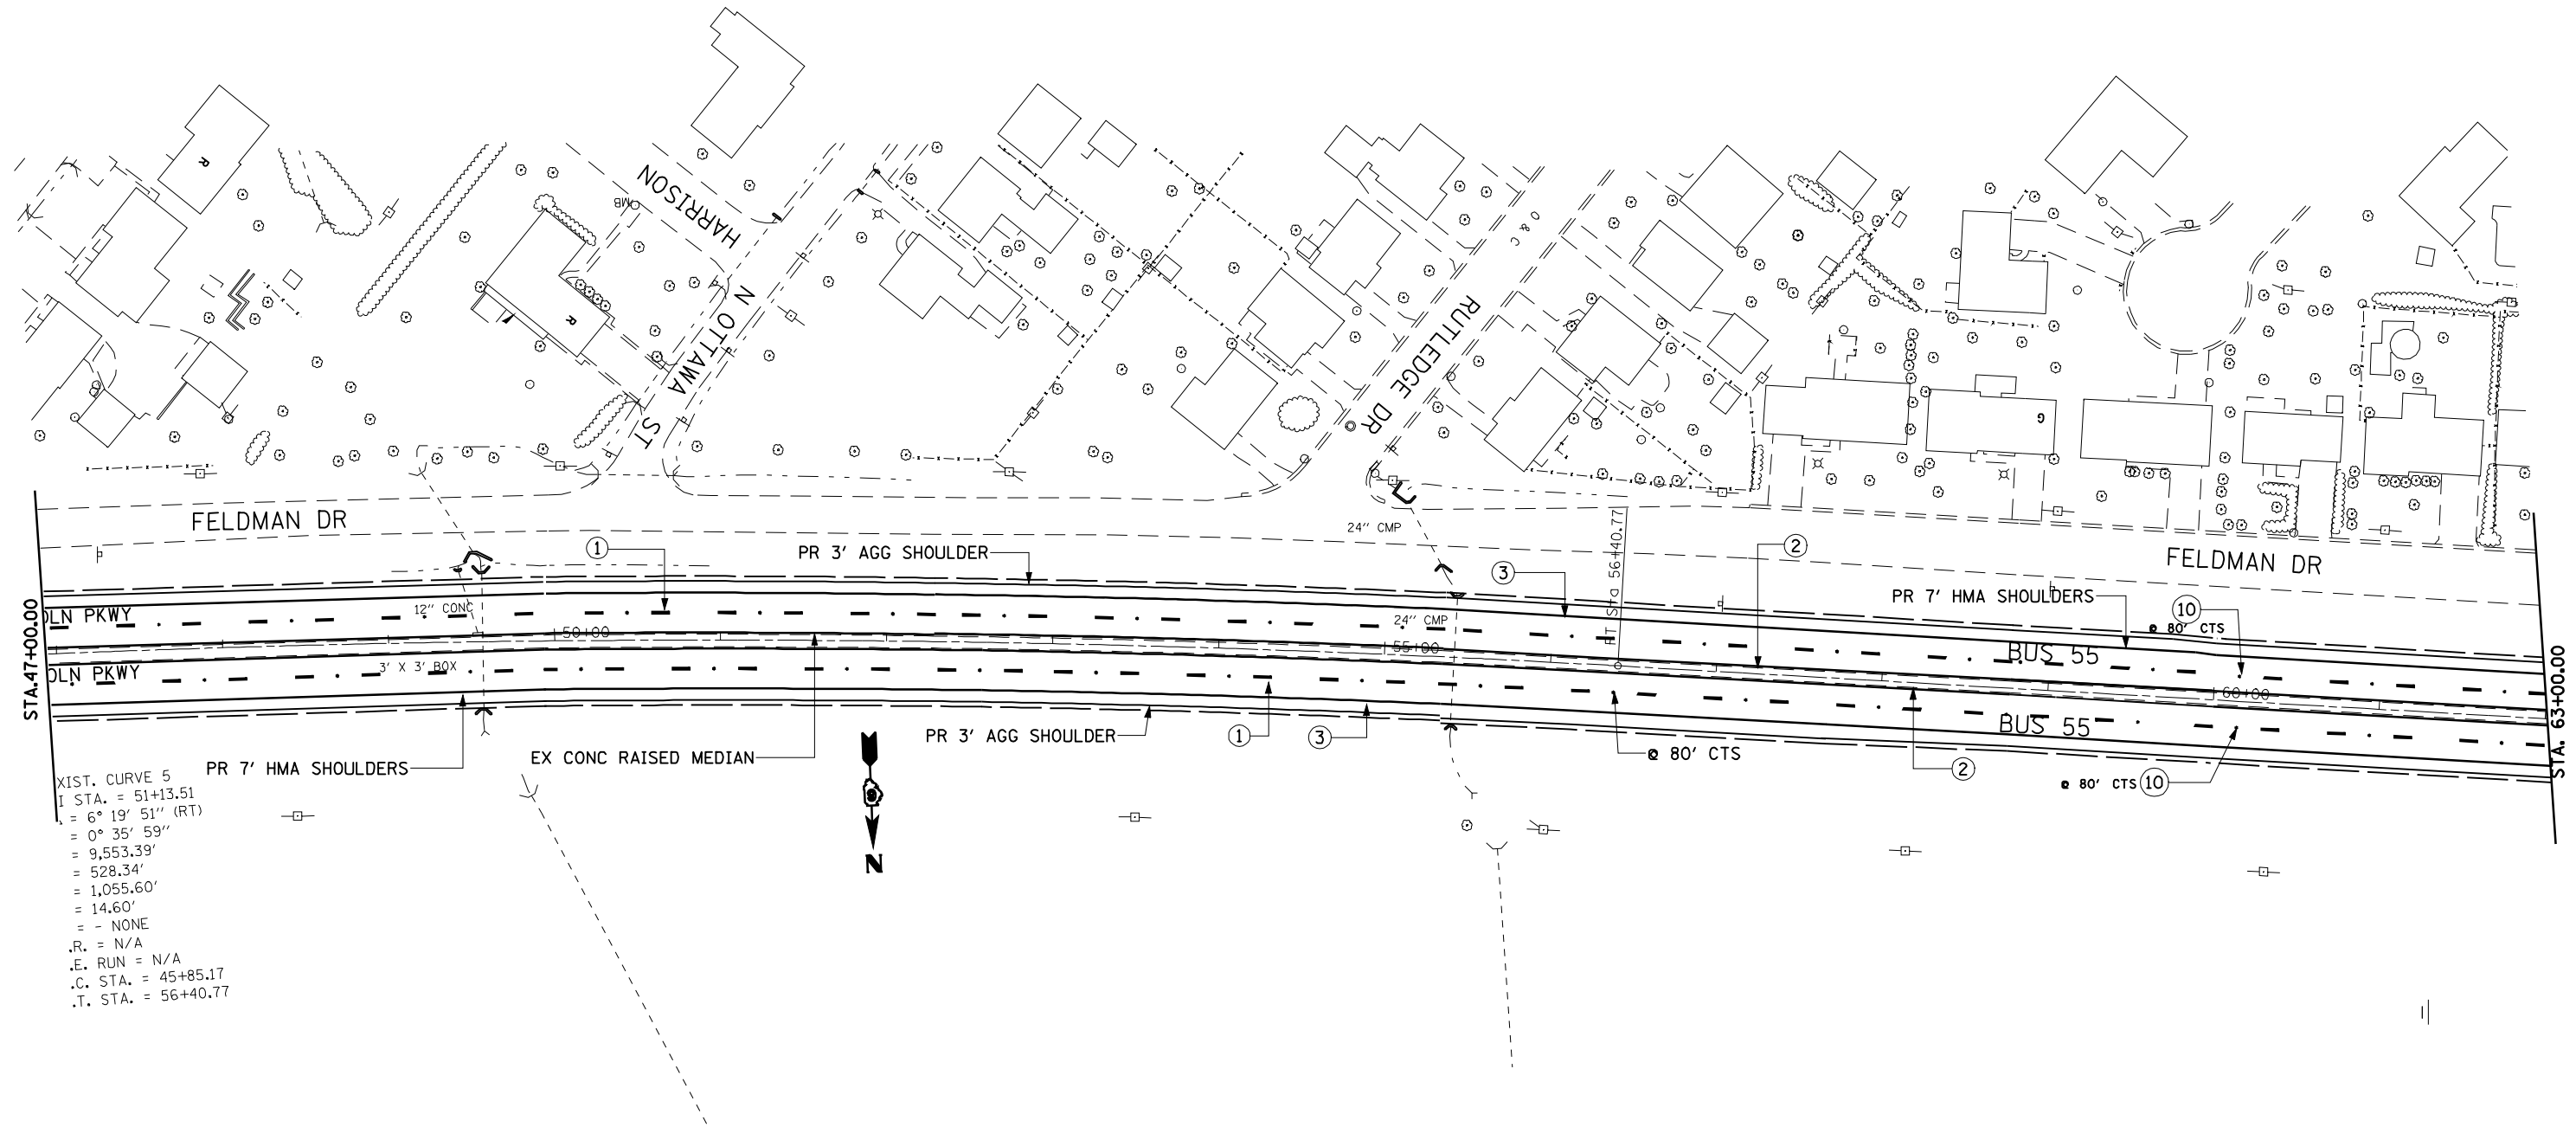 R
HARRISON
MB
R
N OTTAWA ST
O & C
RUTLEDGE DR
G
FELDMAN DR
24" CMP
PT Sta 56+40.77
FELDMAN DR
1
PR 3' AGG SHOULDER
3
2
PR 7' HMA SHOULDERS
10
@ 80' CTS
STA.47+00.00
OLN PKWY
12" CONC
50+00
24" CMP
55+00
BUS 55
OLN PKWY
3' X 3' BOX
60+00
BUS 55
STA. 63+00.00
PR 7' HMA SHOULDERS
EX CONC RAISED MEDIAN
PR 3' AGG SHOULDER
1
3
@ 80' CTS
2
@ 80' CTS
10
N
XIST. CURVE 5
I STA. = 51+13.51
= 6° 19' 51" (RT)
= 0° 35' 59"
= 9,553.39'
= 528.34'
= 1,055.60'
= 14.60'
= - NONE
.R. = N/A
.E. RUN = N/A
.C. STA. = 45+85.17
.T. STA. = 56+40.77